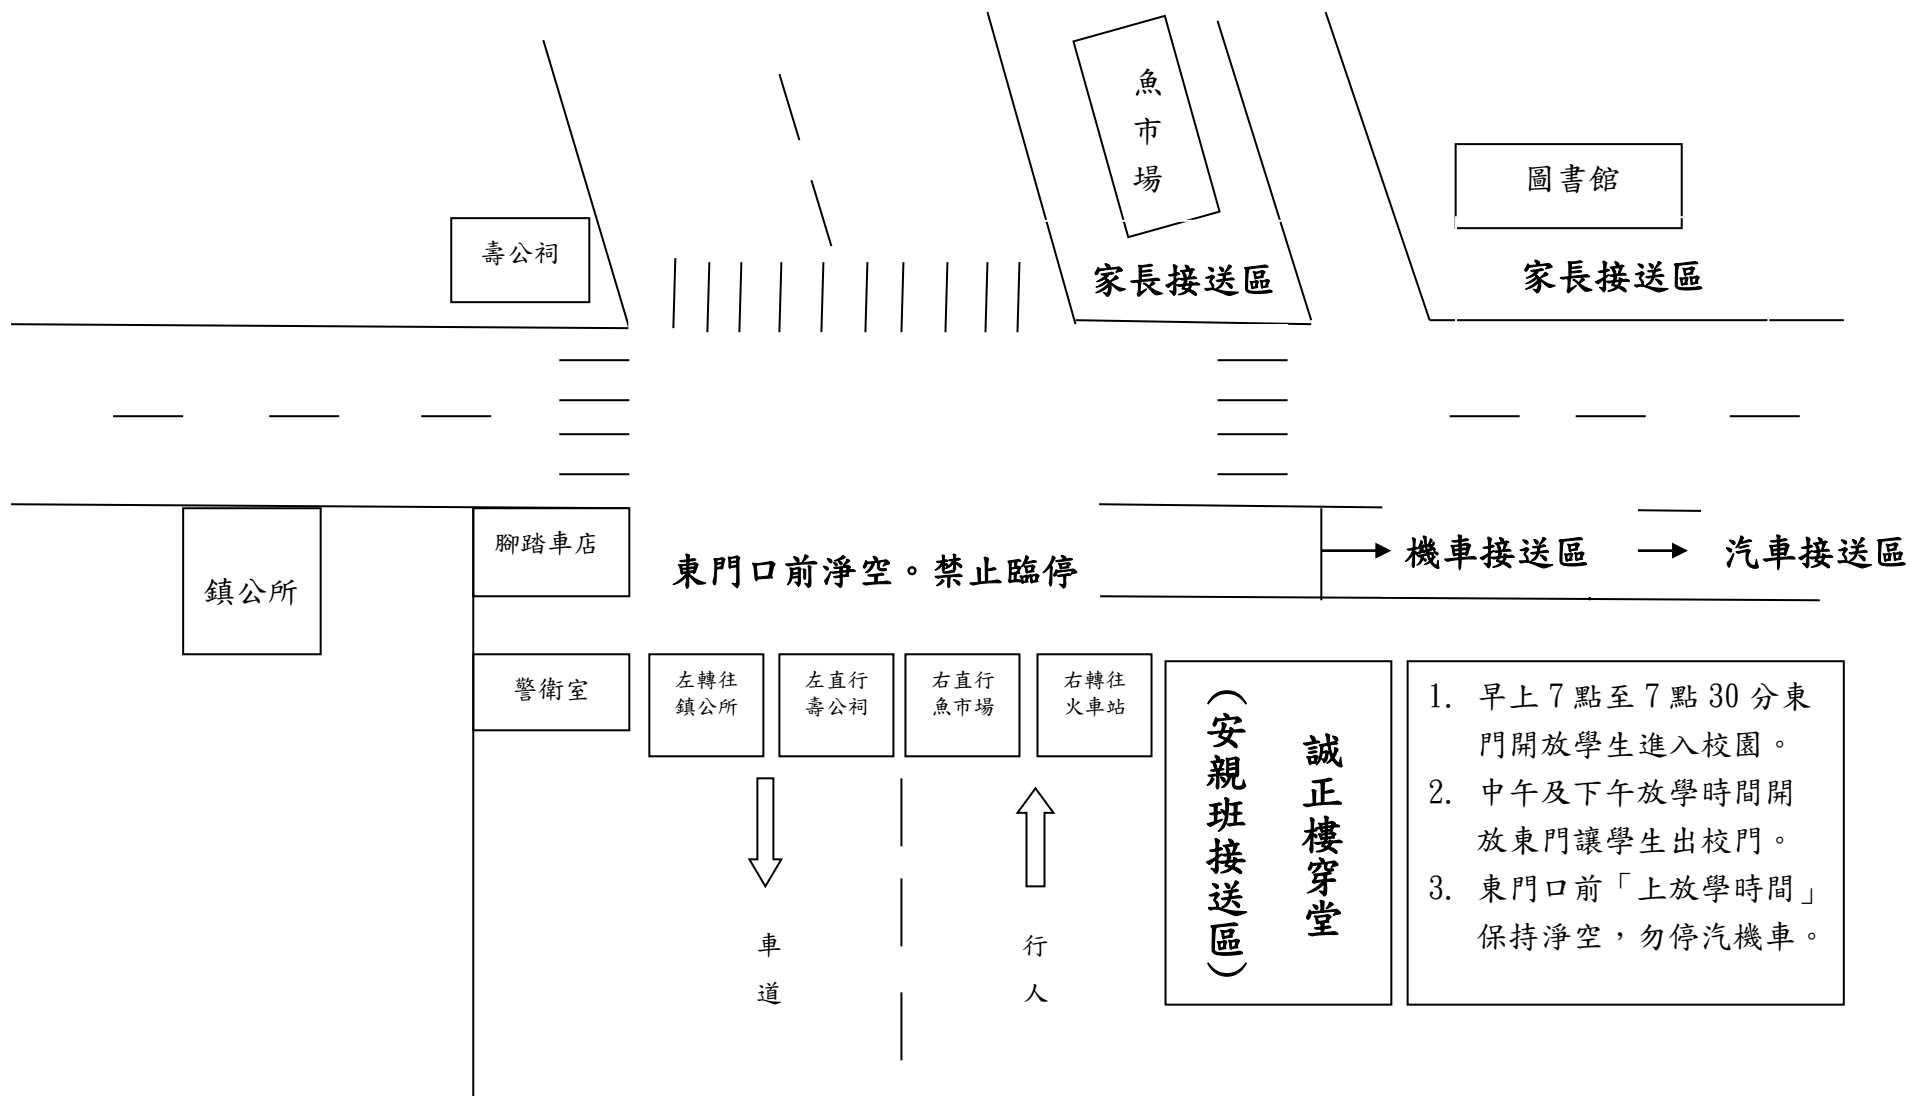 魚市場
圖書館
壽公祠
家長接送區
家長接送區
腳踏車店
鎮公所
東門口前淨空。禁止臨停
機車接送區
汽車接送區
警衛室
左轉往
鎮公所
左直行
壽公祠
右直行
魚市場
右轉往
火車站
誠正樓穿堂
(安親班接送區)
1. 早上 7 點至 7 點 30 分東
門開放學生進入校園。
2. 中午及下午放學時間開
放東門讓學生出校門。
3. 東門口前「上放學時間」
保持淨空，勿停汽機車。
車道
行人